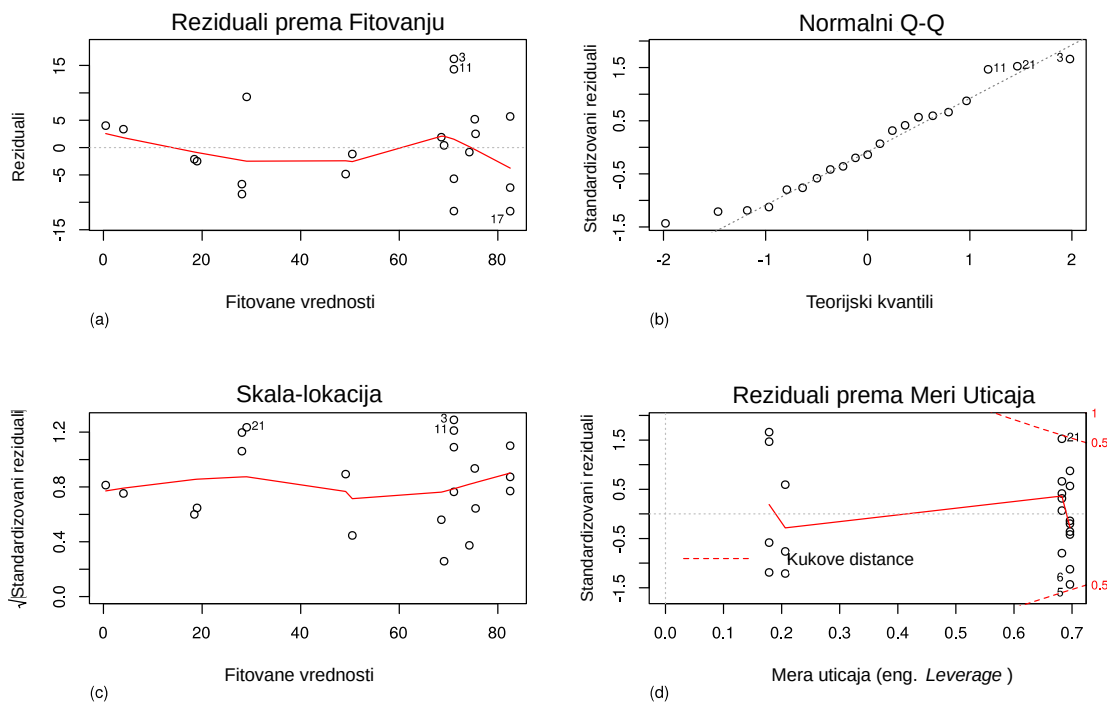 Reziduali prema Fitovanju
Reziduali
15
5
0
-5
-15
3
11
17
0 20 40 60 80
Fitovane vrednosti
(a)
Normalni Q-Q
Standardizovani reziduali
1.5
0.5
-0.5
-1.5
11 21 3
-2 -1 0 1 2
Teorijski kvantili
(b)
Skala-lokacija
√|Standardizovani reziduali|
1.2
0.8
0.4
0.0
21
3
11
0 20 40 60 80
Fitovane vrednosti
(c)
Reziduali prema Meri Uticaja
Standardizovani reziduali
1.5
0.5
-0.5
-1.5
21
6
5
Kukove distance
1
0.5
0.5
0.0 0.1 0.2 0.3 0.4 0.5 0.6 0.7
Mera uticaja (eng. Leverage )
(d)